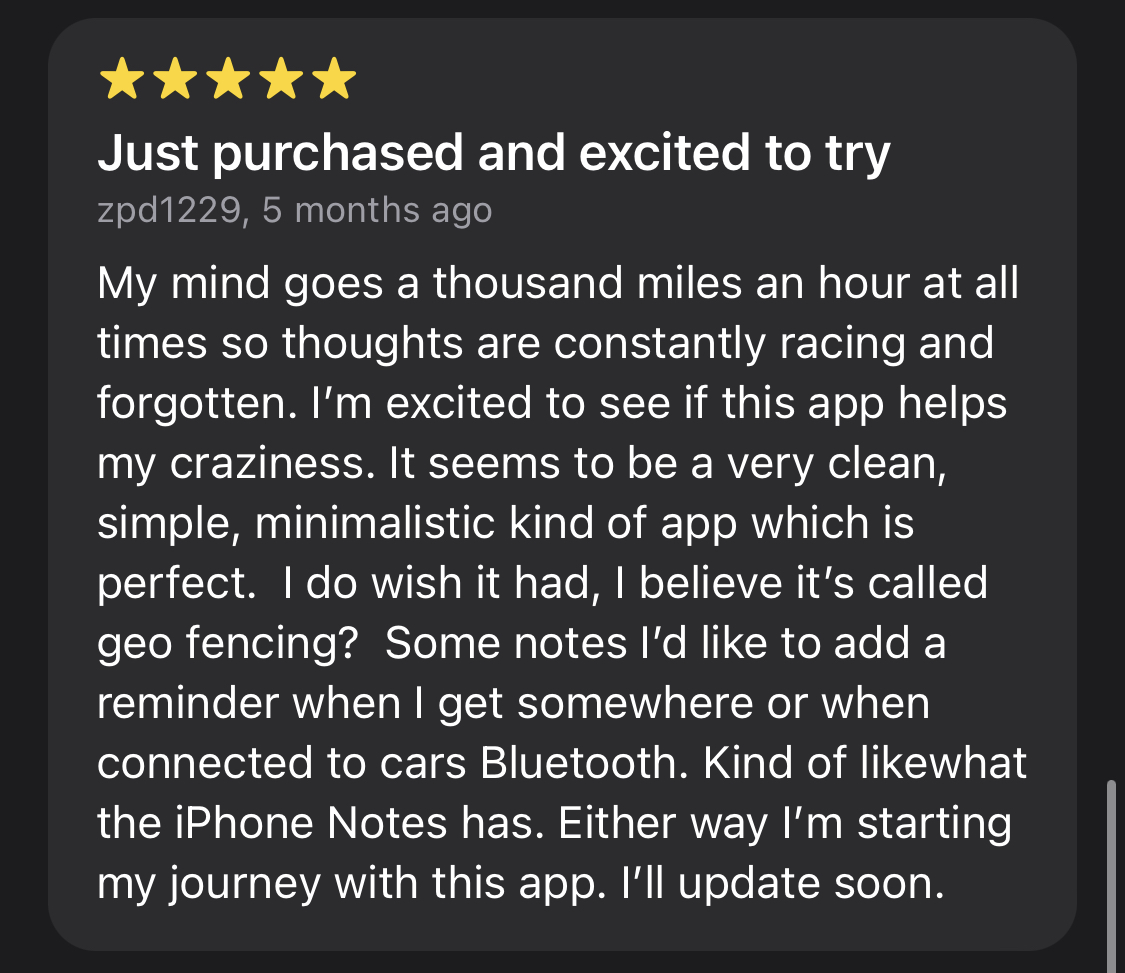 Just purchased and excited to try
zpd1229, 5 months ago
My mind goes a thousand miles an hour at all
times so thoughts are constantly racing and
forgotten. I’m excited to see if this app helps
my craziness. It seems to be a very clean,
simple, minimalistic kind of app which is
perfect.  I do wish it had, I believe it’s called
geo fencing?  Some notes I’d like to add a
reminder when I get somewhere or when
connected to cars Bluetooth. Kind of likewhat
the iPhone Notes has. Either way I’m starting
my journey with this app. I’ll update soon.